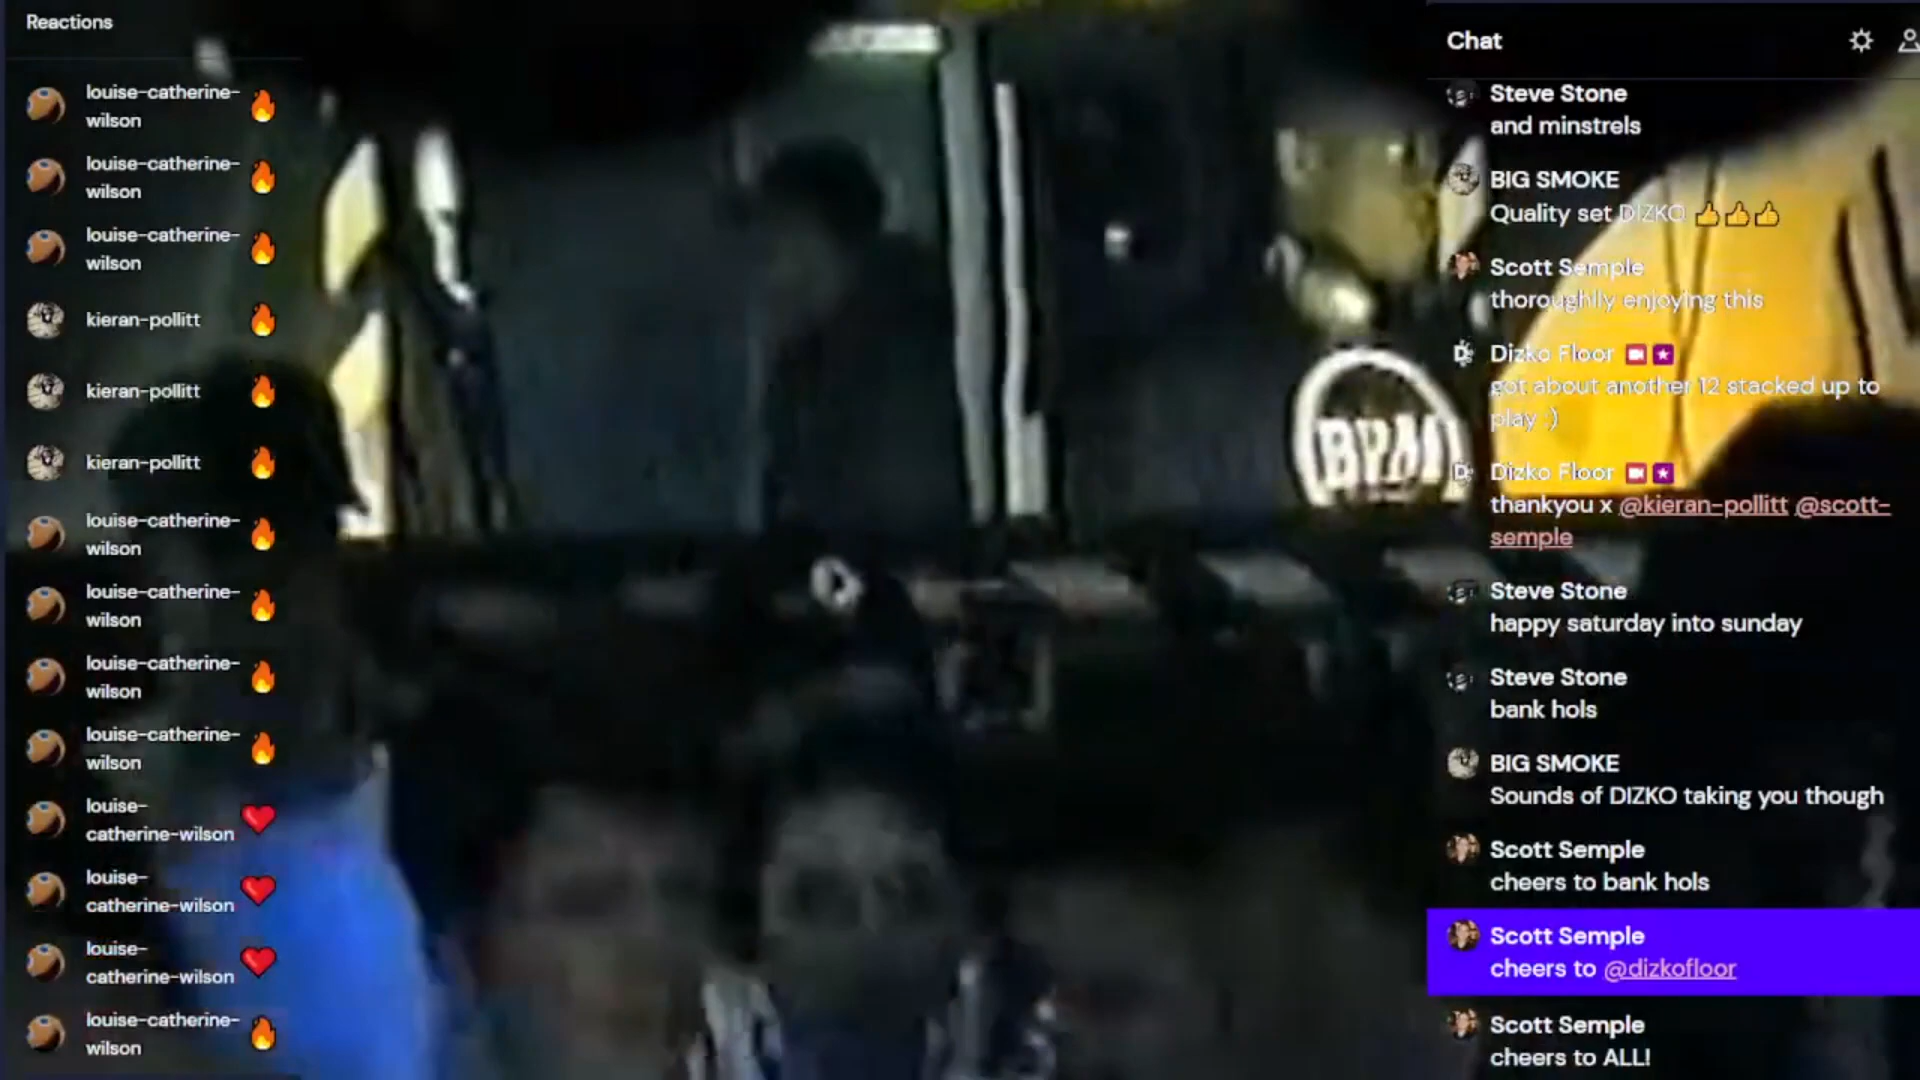 Reactions
louise-catherine-
wilson
louise-catherine-
wilson
louise-catherine-
wilson
kieran-pollitt
kieran-pollitt
kieran-pollitt
louise-catherine-
wilson
louise-catherine-
wilson
louise-catherine-
wilson
louise-catherine-
wilson
louise-
catherine-wilson
louise-
catherine-wilson
louise-
catherine-wilson
louise-catherine-
wilson
BPM
Chat
Steve Stone
and minstrels
BIG SMOKE
Quality set DIZKO 👍👍👍
Scott Semple
thoroughlly enjoying this
Dizko Floor
got about another 12 stacked up to
play :)
Dizko Floor
thankyou x @kieran-pollitt @scott-
semple
Steve Stone
happy saturday into sunday
Steve Stone
bank hols
BIG SMOKE
Sounds of DIZKO taking you though
Scott Semple
cheers to bank hols
Scott Semple
cheers to @dizkofloor
Scott Semple
cheers to ALL!